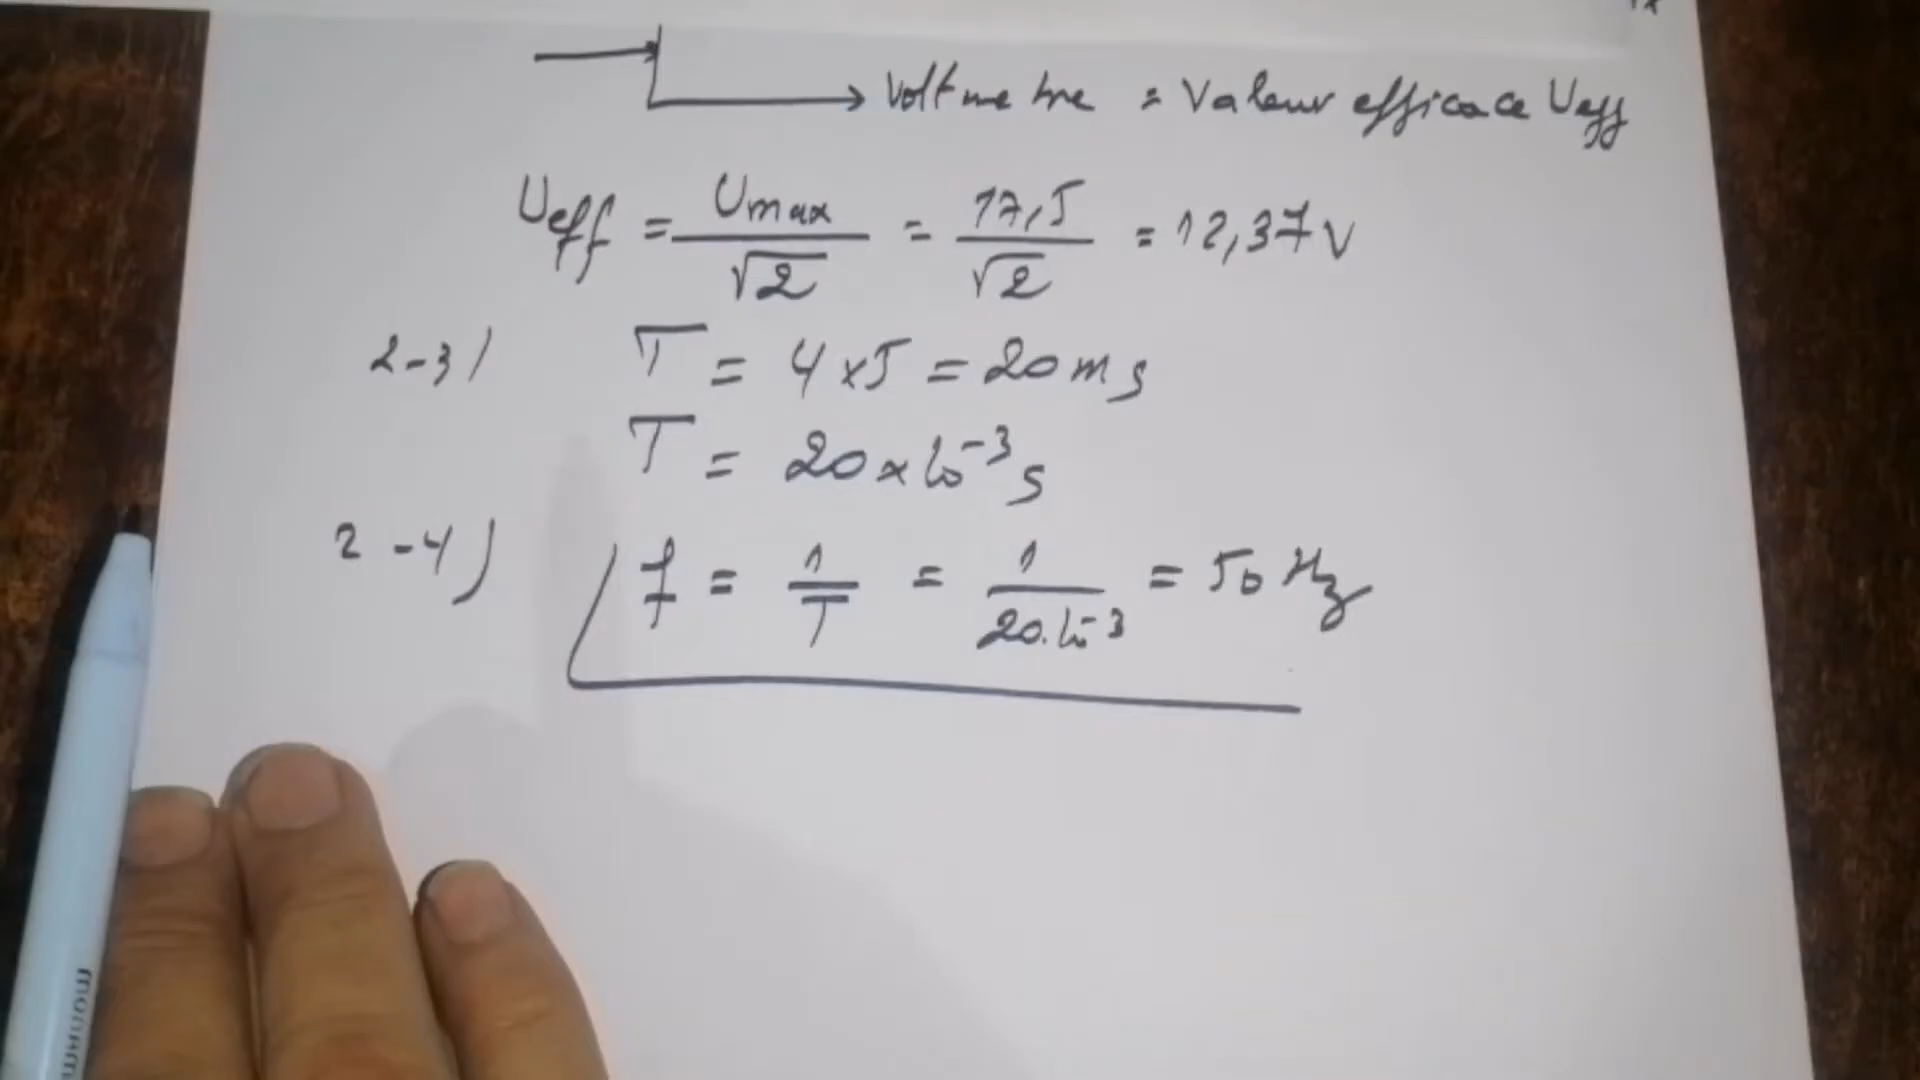 Voltmetre = Valeur efficace Ueff
Ueff = Umax / √2 = 17,5 / √2 = 12,37 V
2-3) T = 4 x 5 = 20 ms
T = 20 x 10⁻³ s
2-4) f = 1 / T = 1 / 20.10⁻³ = 50 Hz